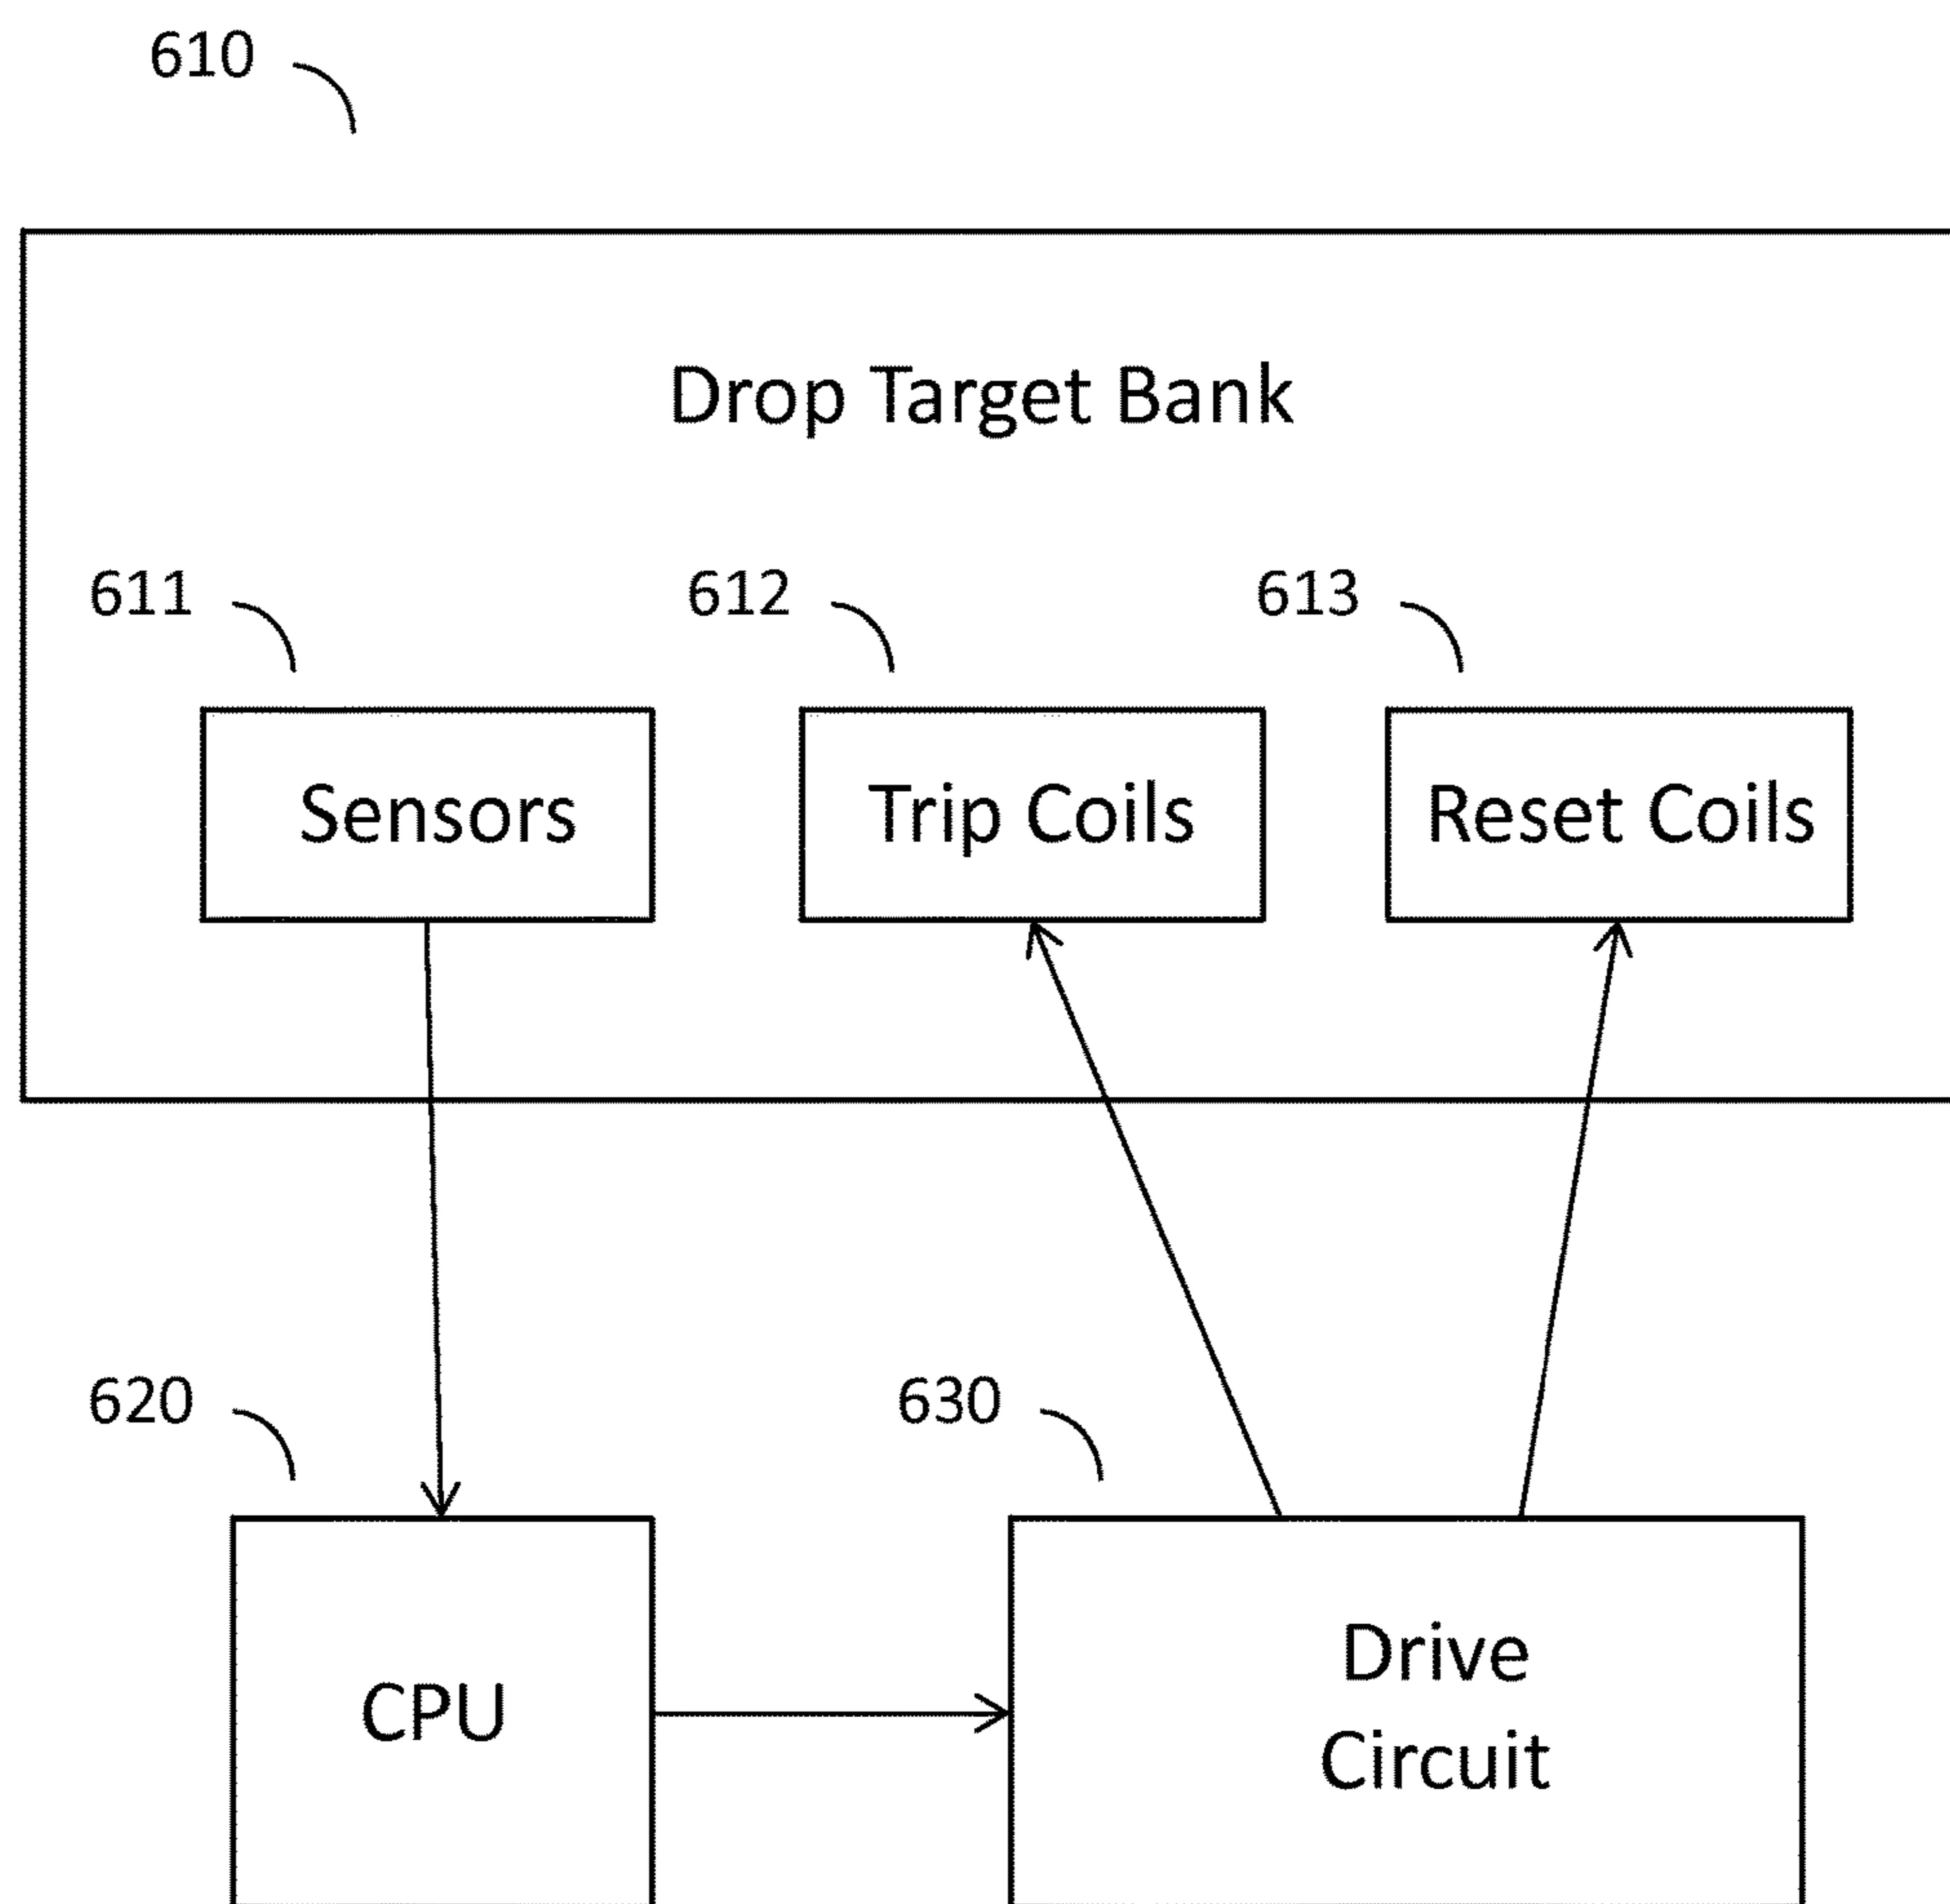 610
Drop Target Bank
611
612
613
Sensors
Trip Coils
Reset Coils
620
630
CPU
Drive
Circuit